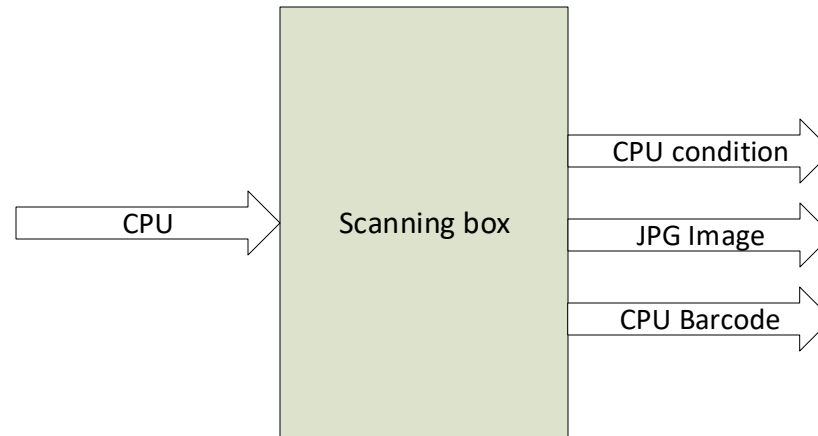 CPU
Scanning box
CPU condition
JPG Image
CPU Barcode